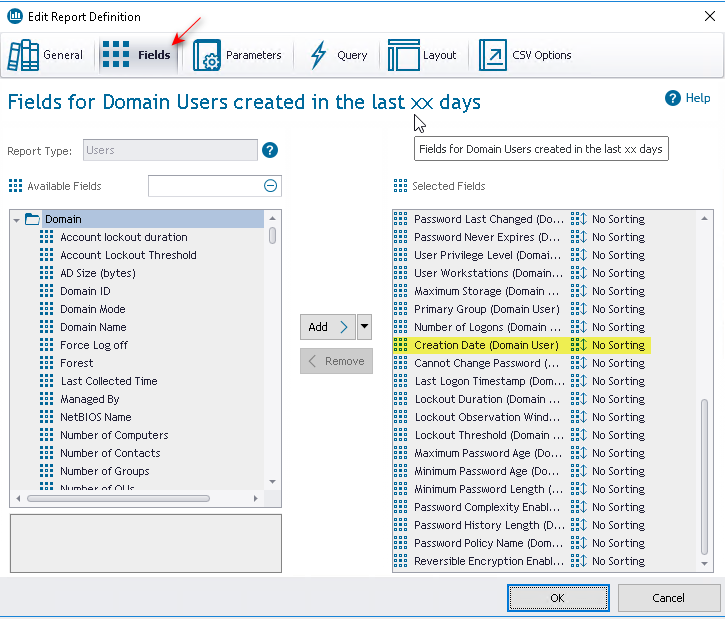 Edit Report Definition
General
Fields
Parameters
Query
Layout
CSV Options
Fields for Domain Users created in the last xx days
Help
Fields for Domain Users created in the last xx days
Report Type:
Users
Available Fields
Selected Fields
Domain
Account lockout duration
Account Lockout Threshold
AD Size (bytes)
Domain ID
Domain Mode
Domain Name
Force Log off
Forest
Last Collected Time
Managed By
NetBIOS Name
Number of Computers
Number of Contacts
Number of Groups
Number of OUs
Add
Remove
Password Last Changed (Do... No Sorting
Password Never Expires (D... No Sorting
User Privilege Level (Domai... No Sorting
User Workstations (Domain... No Sorting
Maximum Storage (Domain ... No Sorting
Primary Group (Domain User) No Sorting
Number of Logons (Domain ... No Sorting
Creation Date (Domain User) No Sorting
Cannot Change Password (... No Sorting
Last Logon Timestamp (Dom... No Sorting
Lockout Duration (Domain ... No Sorting
Lockout Observation Wind... No Sorting
Lockout Threshold (Domain ... No Sorting
Maximum Password Age (Do... No Sorting
Minimum Password Age (Do... No Sorting
Minimum Password Length (... No Sorting
Password Complexity Enabl... No Sorting
Password History Length (D... No Sorting
Password Policy Name (Dom... No Sorting
Reversible Encryption Enabl... No Sorting
OK
Cancel